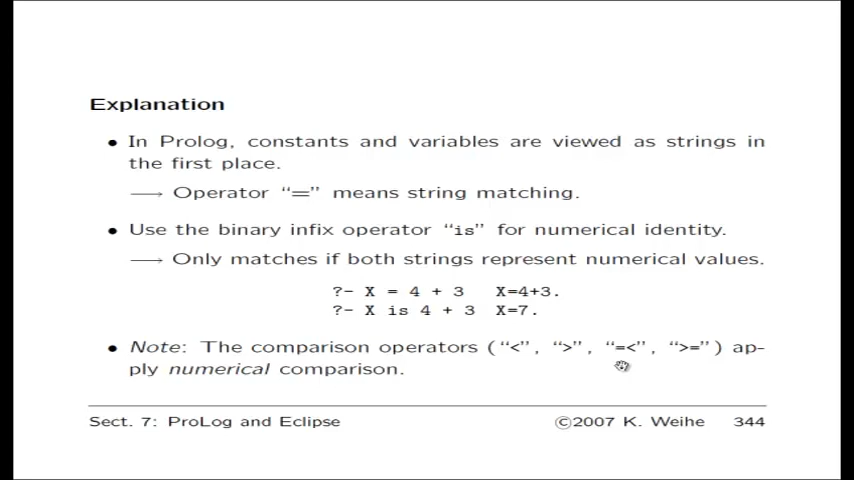 Explanation
• In Prolog, constants and variables are viewed as strings in
the first place.
⟶ Operator “=” means string matching.
• Use the binary infix operator “is” for numerical identity.
⟶ Only matches if both strings represent numerical values.
?- X = 4 + 3   X=4+3.
?- X is 4 + 3   X=7.
• Note: The comparison operators (“<”, “>”, “=<”, “>=”) ap-
ply numerical comparison.
Sect. 7: ProLog and Eclipse   ©2007 K. Weihe   344